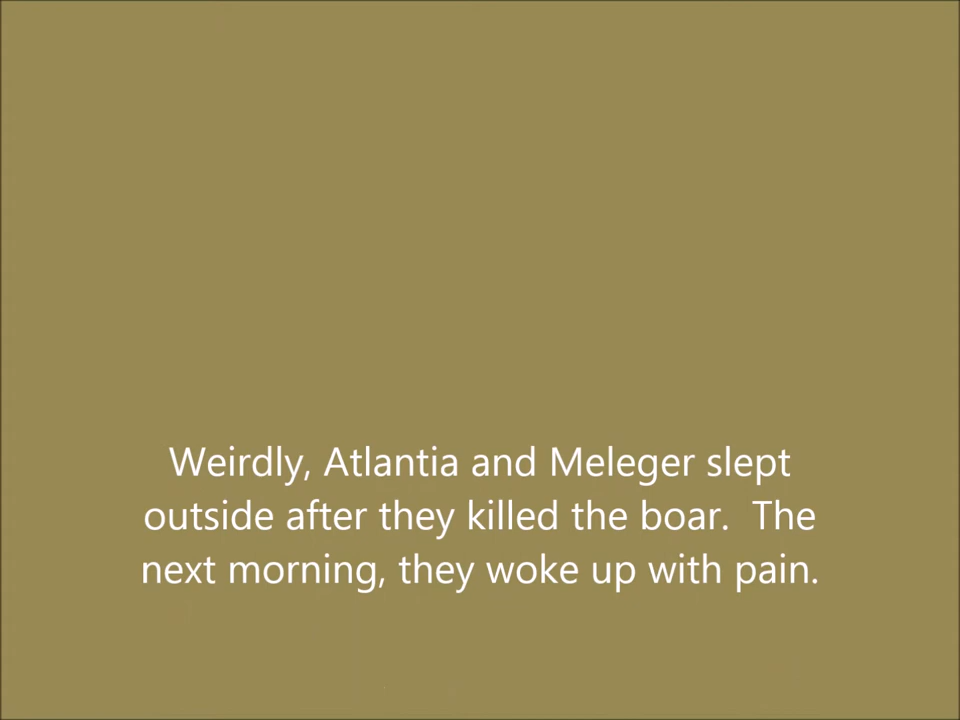 Weirdly, Atlantia and Meleger slept
outside after they killed the boar.  The
next morning, they woke up with pain.